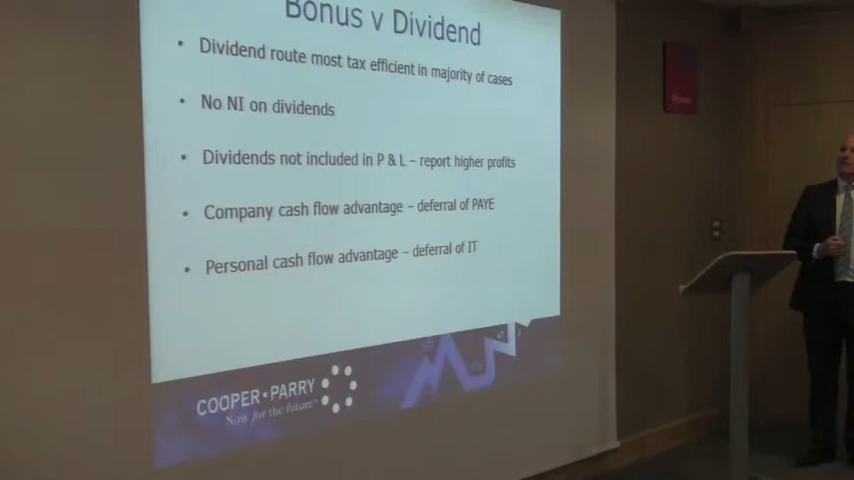 Bonus v Dividend
• Dividend route most tax efficient in majority of cases
• No NI on dividends
• Dividends not included in P & L – report higher profits
• Company cash flow advantage – deferral of PAYE
• Personal cash flow advantage – deferral of IT
COOPER • PARRY
Now for the future™